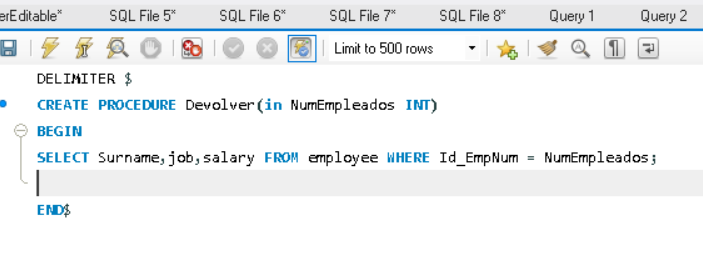 erEditable* SQL File 5* SQL File 6* SQL File 7* SQL File 8* Query 1 Query 2
Limit to 500 rows
DELIMITER $
CREATE PROCEDURE Devolver(in NumEmpleados INT)
BEGIN
SELECT Surname,job,salary FROM employee WHERE Id_EmpNum = NumEmpleados;
END$